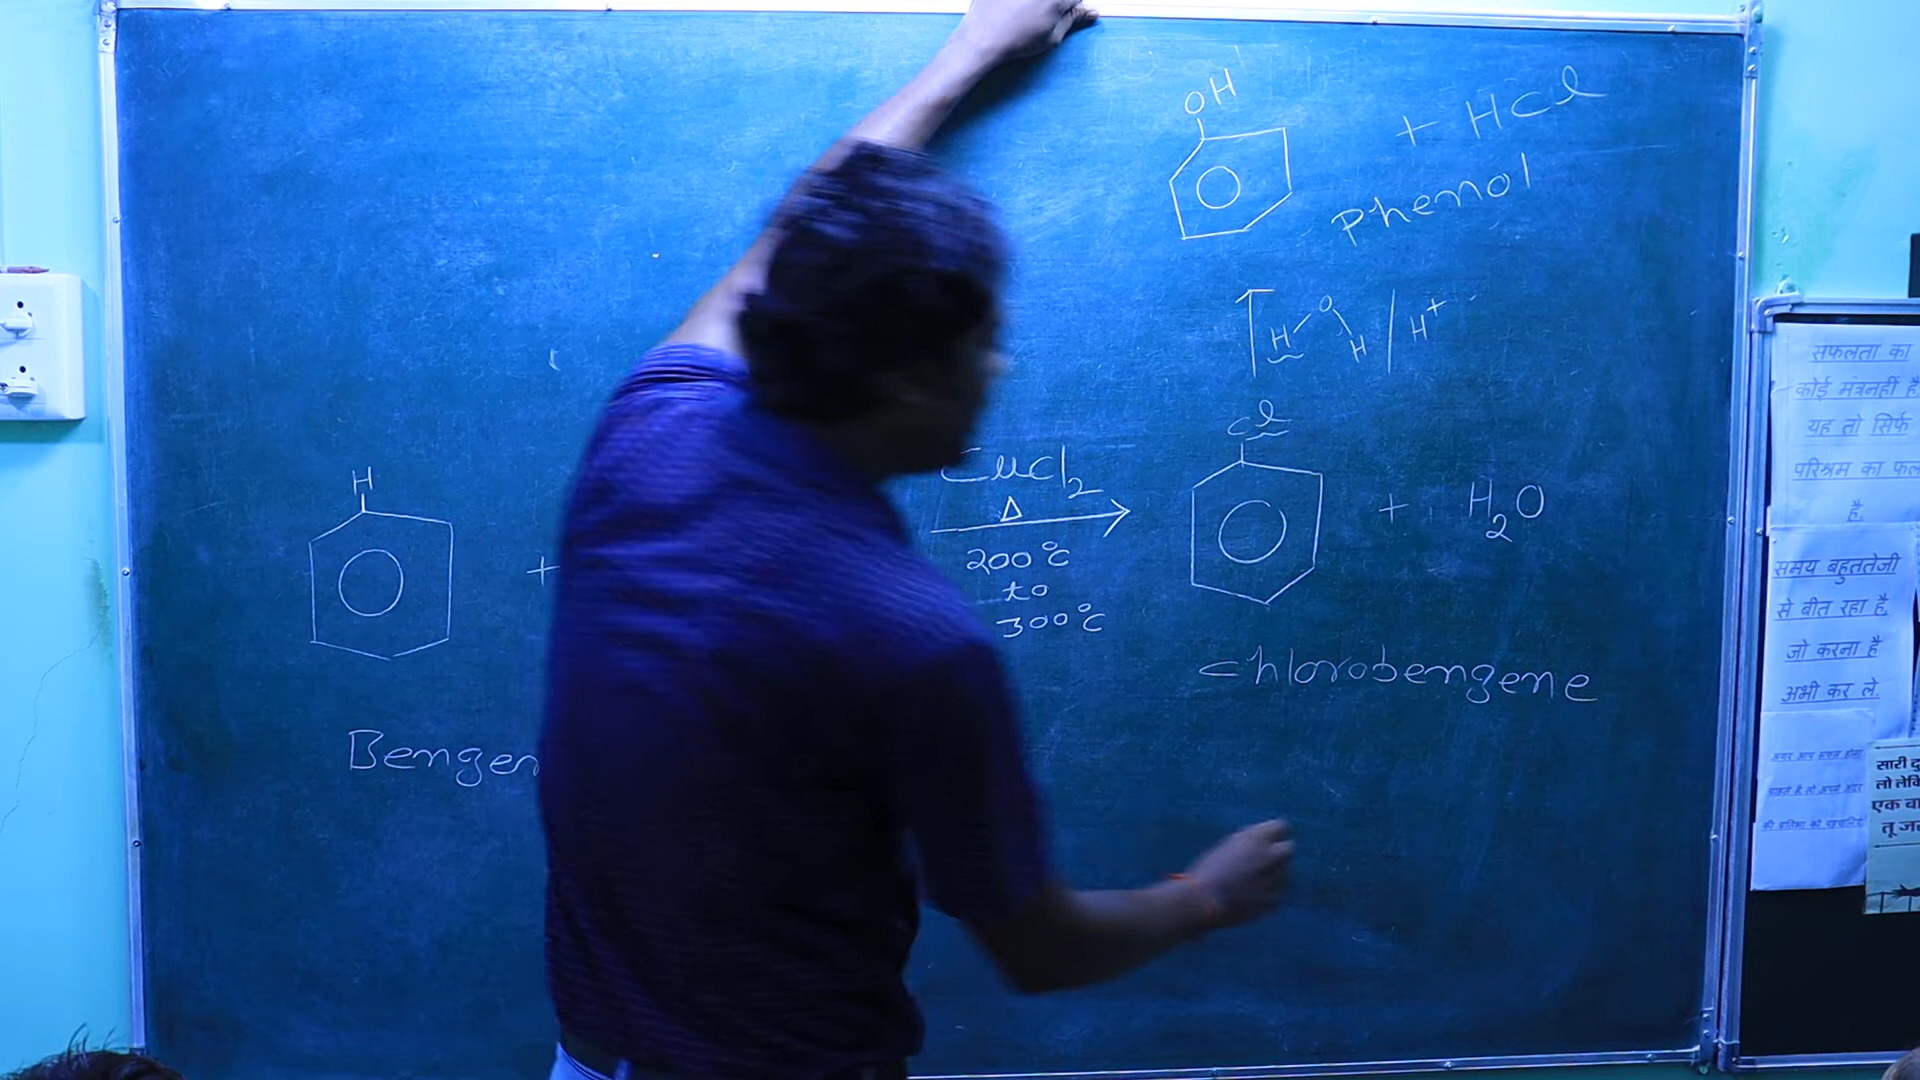 OH
+ HCl
Phenol
H O H / H+
Cl
CuCl2
Δ
H
+
200°C
to
300°C
+ H2O
Chlorobenzene
Benzen
सफलता का
कोई मंत्र नहीं है
यह तो सिर्फ
परिश्रम का फल
है.
समय बहुत तेजी
से बीत रहा है.
जो करना है
अभी कर ले.
सारी दु
लो लेकि
एक बा
तू ज